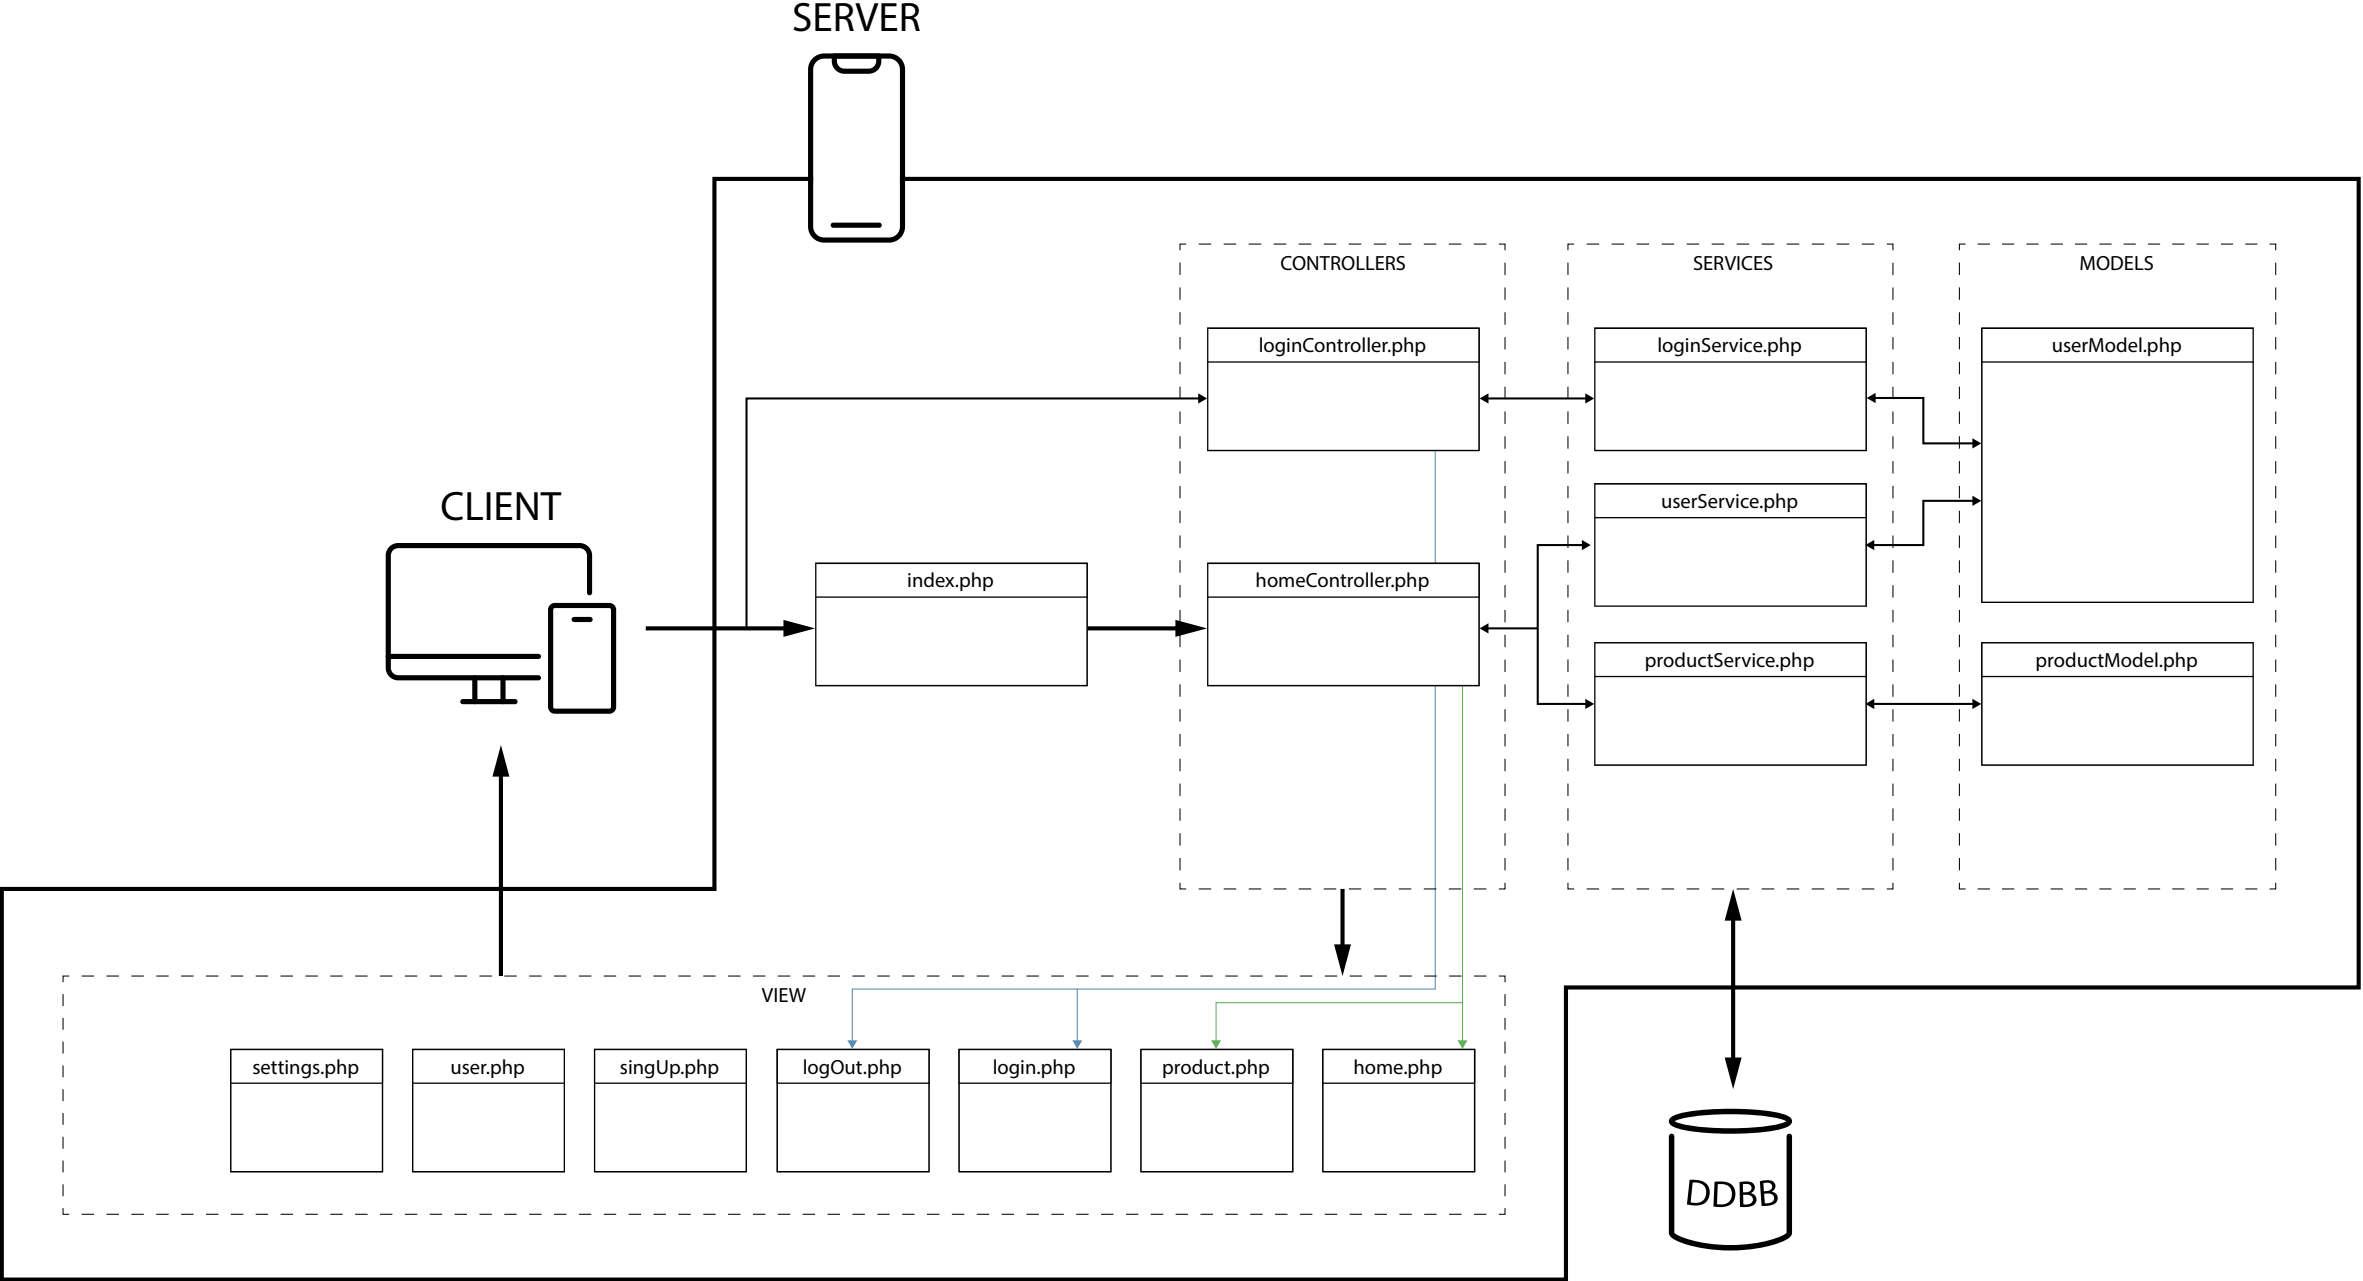 SERVER
CONTROLLERS
SERVICES
MODELS
loginController.php
loginService.php
userModel.php
CLIENT
userService.php
index.php
homeController.php
productService.php
productModel.php
VIEW
settings.php
user.php
singUp.php
logOut.php
login.php
product.php
home.php
DDBB